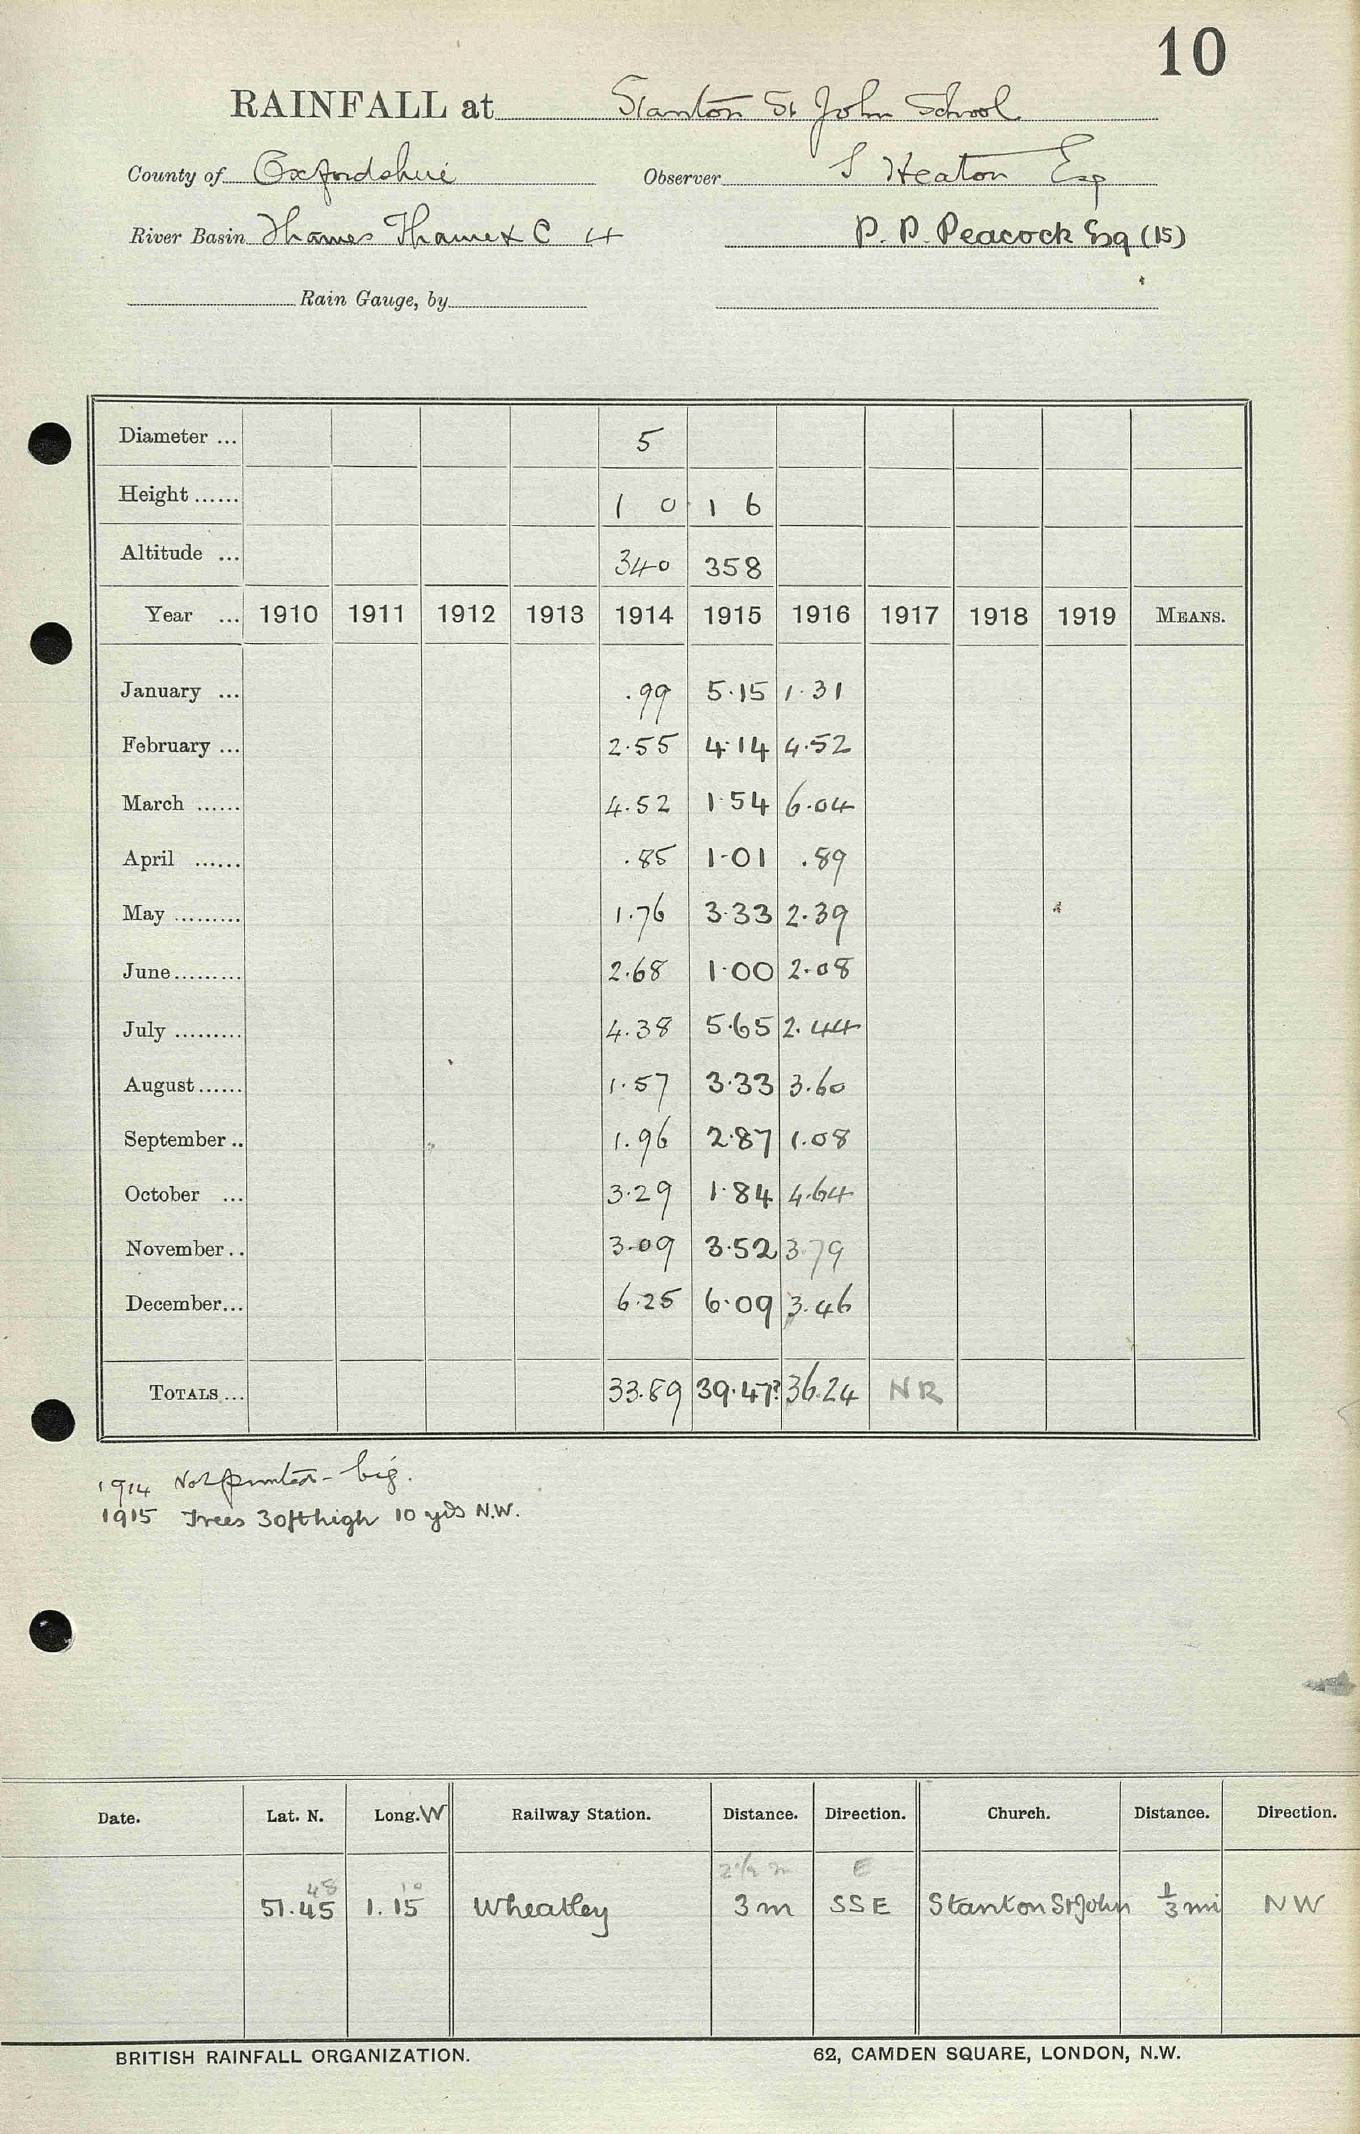 10
RAINFALL at Stanton St John School
County of Oxfordshire Observer S Heaton Esq
River Basin Thames Thame & C 4 P. P. Peacock Esq (15)
Rain Gauge, by
Diameter ... 5
Height ...... 1 0 1 6
Altitude ... 340 358
Year ... 1910 1911 1912 1913 1914 1915 1916 1917 1918 1919 MEANS.
January ... .99 5.15 1.31
February ... 2.55 4.14 4.52
March ...... 4.52 1.54 6.04
April ...... .85 1.01 .89
May ......... 1.76 3.33 2.39
June ......... 2.68 1.00 2.08
July ......... 4.38 5.65 2.44
August ...... 1.57 3.33 3.60
September .. 1.96 2.87 1.08
October ... 3.29 1.84 4.64
November .. 3.09 3.52 3.79
December ... 6.25 6.09 3.46
TOTALS ... 33.89 39.47? 36.24 NR
1914 Not printed - big.
1915 Trees 30ft high 10 yds N.W.
Date. Lat. N. Long. W Railway Station. Distance. Direction. Church. Distance. Direction.
48 10 2 1/2 m E
51.45 1.15 Wheatley 3 m SSE Stanton St John 1/3 mi NW
BRITISH RAINFALL ORGANIZATION. 62, CAMDEN SQUARE, LONDON, N.W.